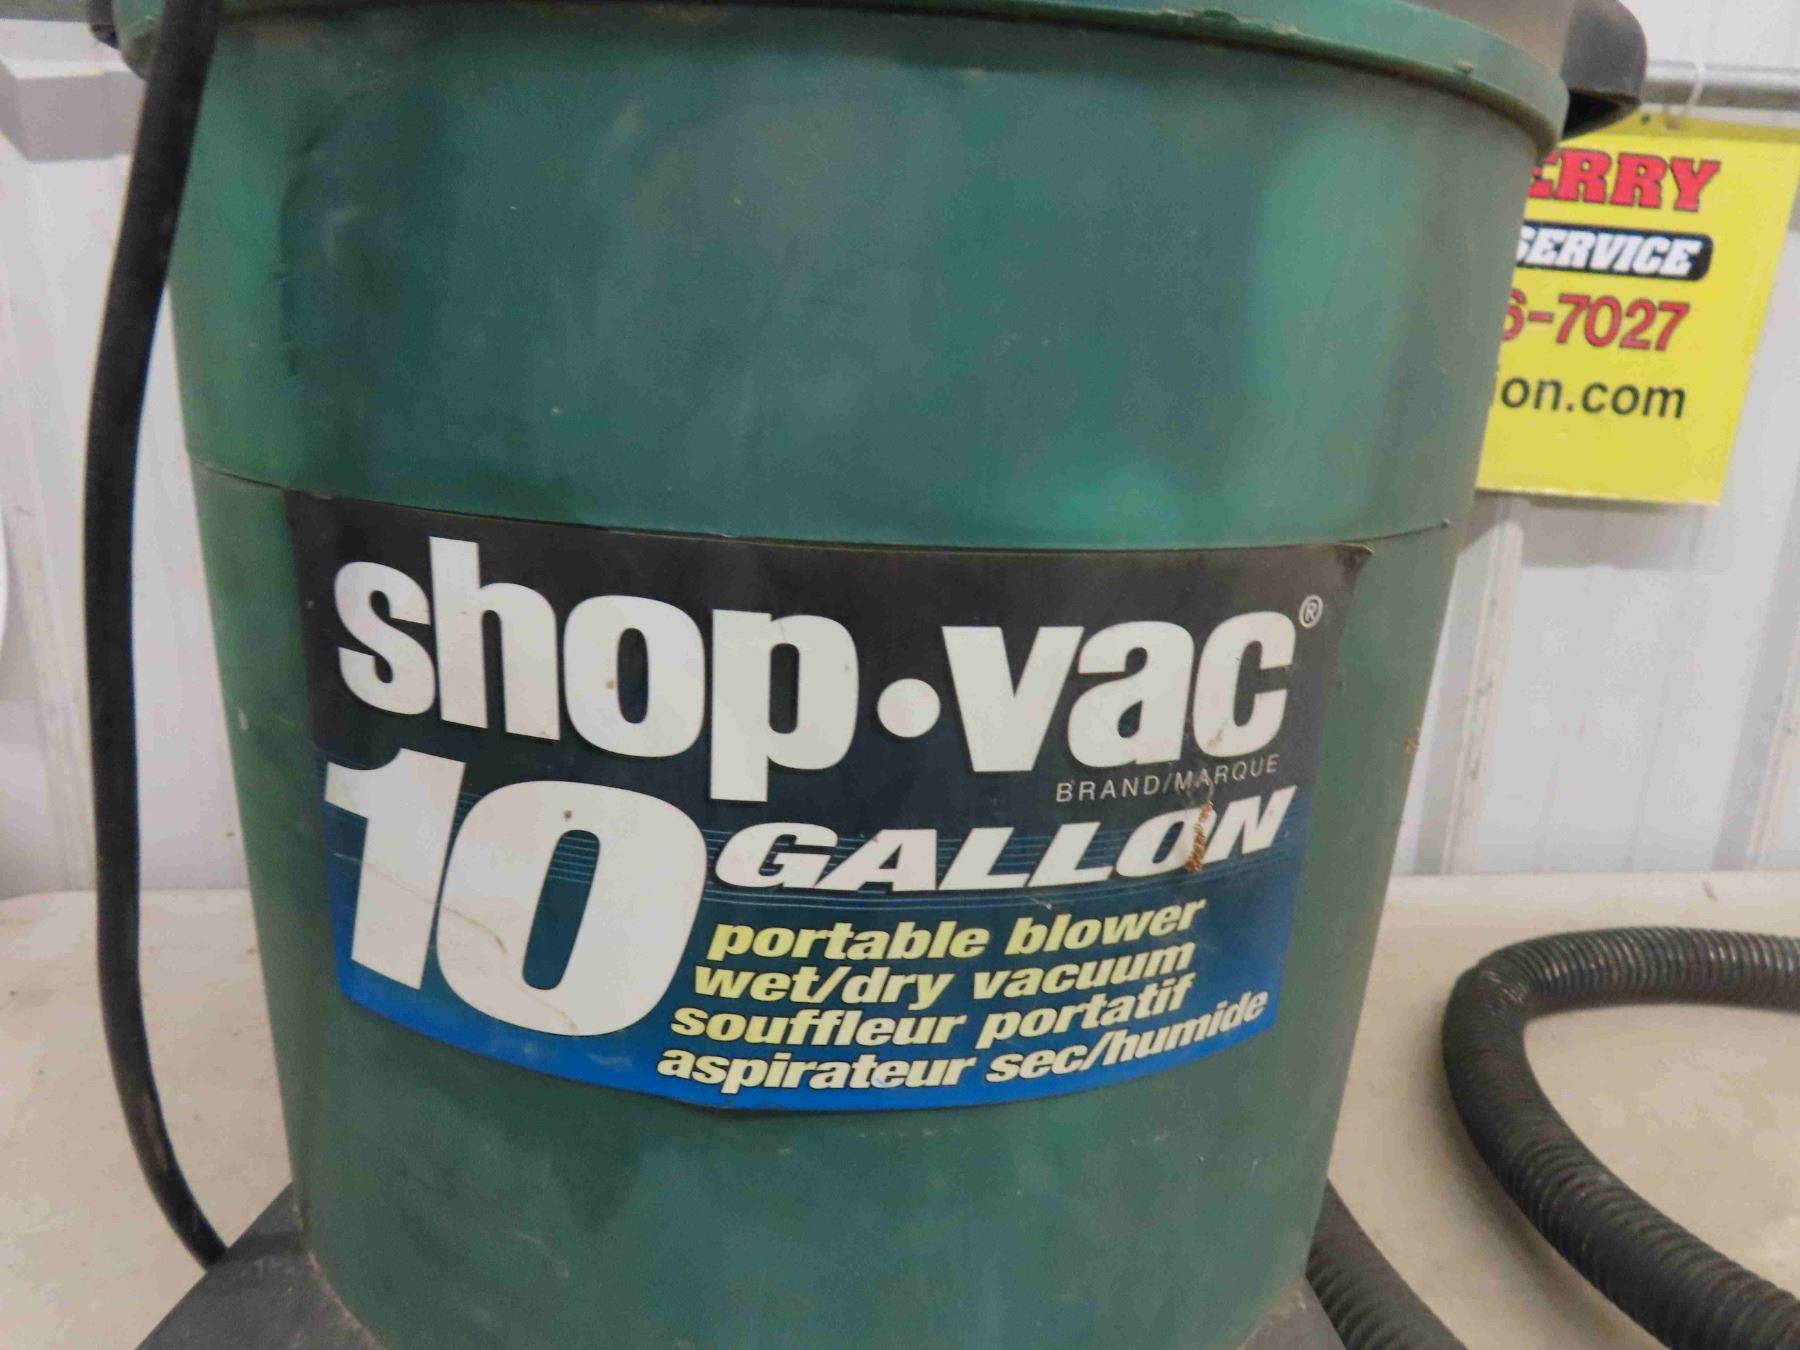 shop·vac®
BRAND/MARQUE
10 GALLON
portable blower
wet/dry vacuum
souffleur portatif
aspirateur sec/humide
ERRY
SERVICE
6-7027
ion.com